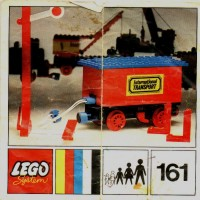 International
TRANSPORT
LEGO
System
161